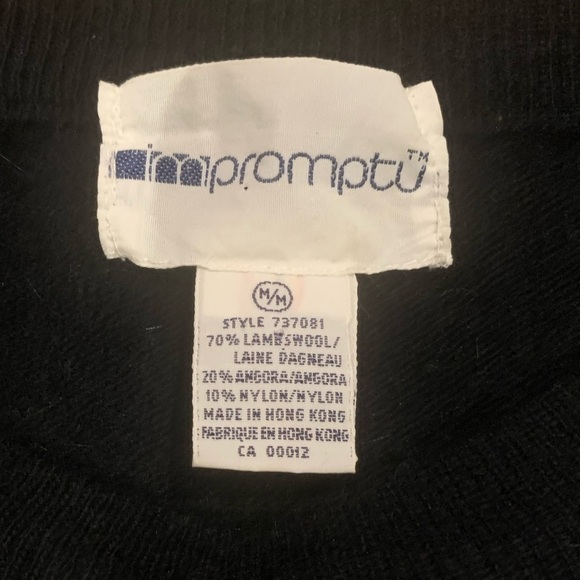 impromptu™
M/M
STYLE 737081
70% LAMBSWOOL/
LAINE DAGNEAU
20% ANGORA/ANGORA
10% NYLON/NYLON
MADE IN HONG KONG
FABRIQUE EN HONG KONG
CA 00012